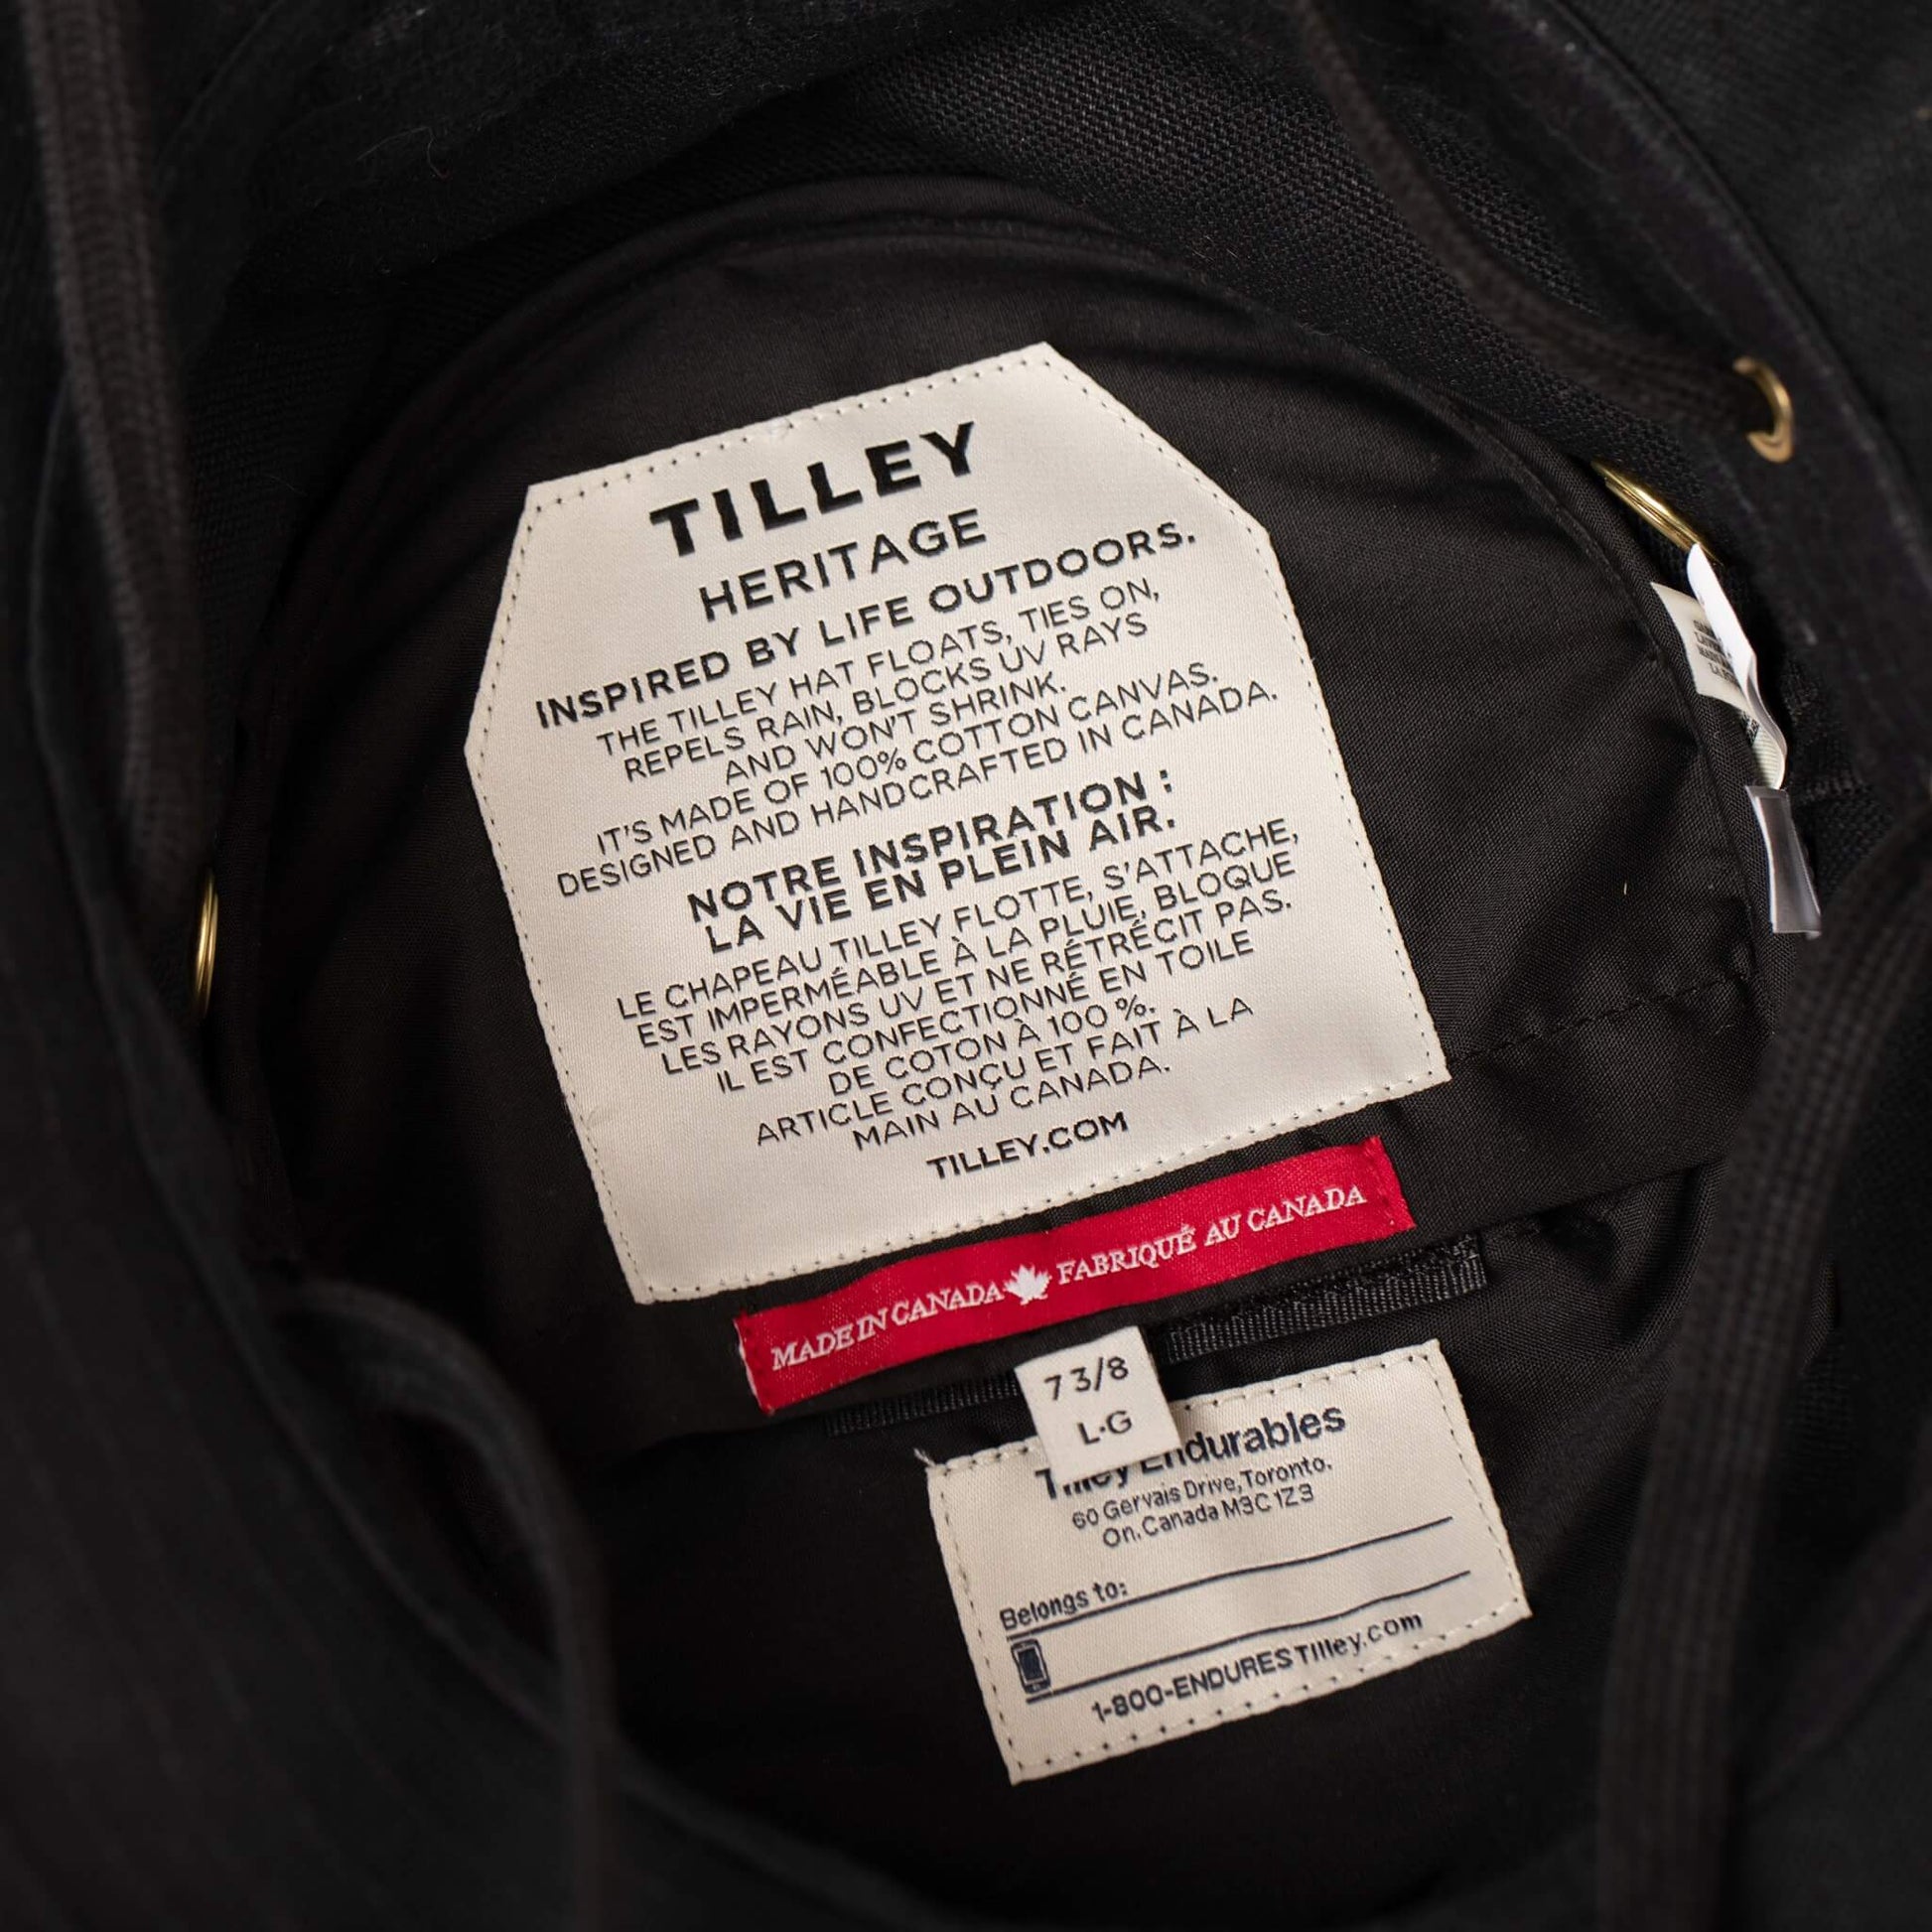 TILLEY
HERITAGE
INSPIRED BY LIFE OUTDOORS.
THE TILLEY HAT FLOATS, TIES ON,
REPELS RAIN, BLOCKS UV RAYS
AND WON'T SHRINK.
IT'S MADE OF 100% COTTON CANVAS.
DESIGNED AND HANDCRAFTED IN CANADA.
NOTRE INSPIRATION :
LA VIE EN PLEIN AIR.
LE CHAPEAU TILLEY FLOTTE, S'ATTACHE,
EST IMPERMÉABLE À LA PLUIE, BLOQUE
LES RAYONS UV ET NE RÉTRÉCIT PAS.
IL EST CONFECTIONNÉ EN TOILE
DE COTON À 100 %.
ARTICLE CONÇU ET FAIT À LA
MAIN AU CANADA.
TILLEY.COM
MADE IN CANADA FABRIQUÉ AU CANADA
7 3/8
L·G
Tilley Endurables
60 Gervais Drive, Toronto.
On. Canada M3C 1Z3
Belongs to:
1-800-ENDURES Tilley.com